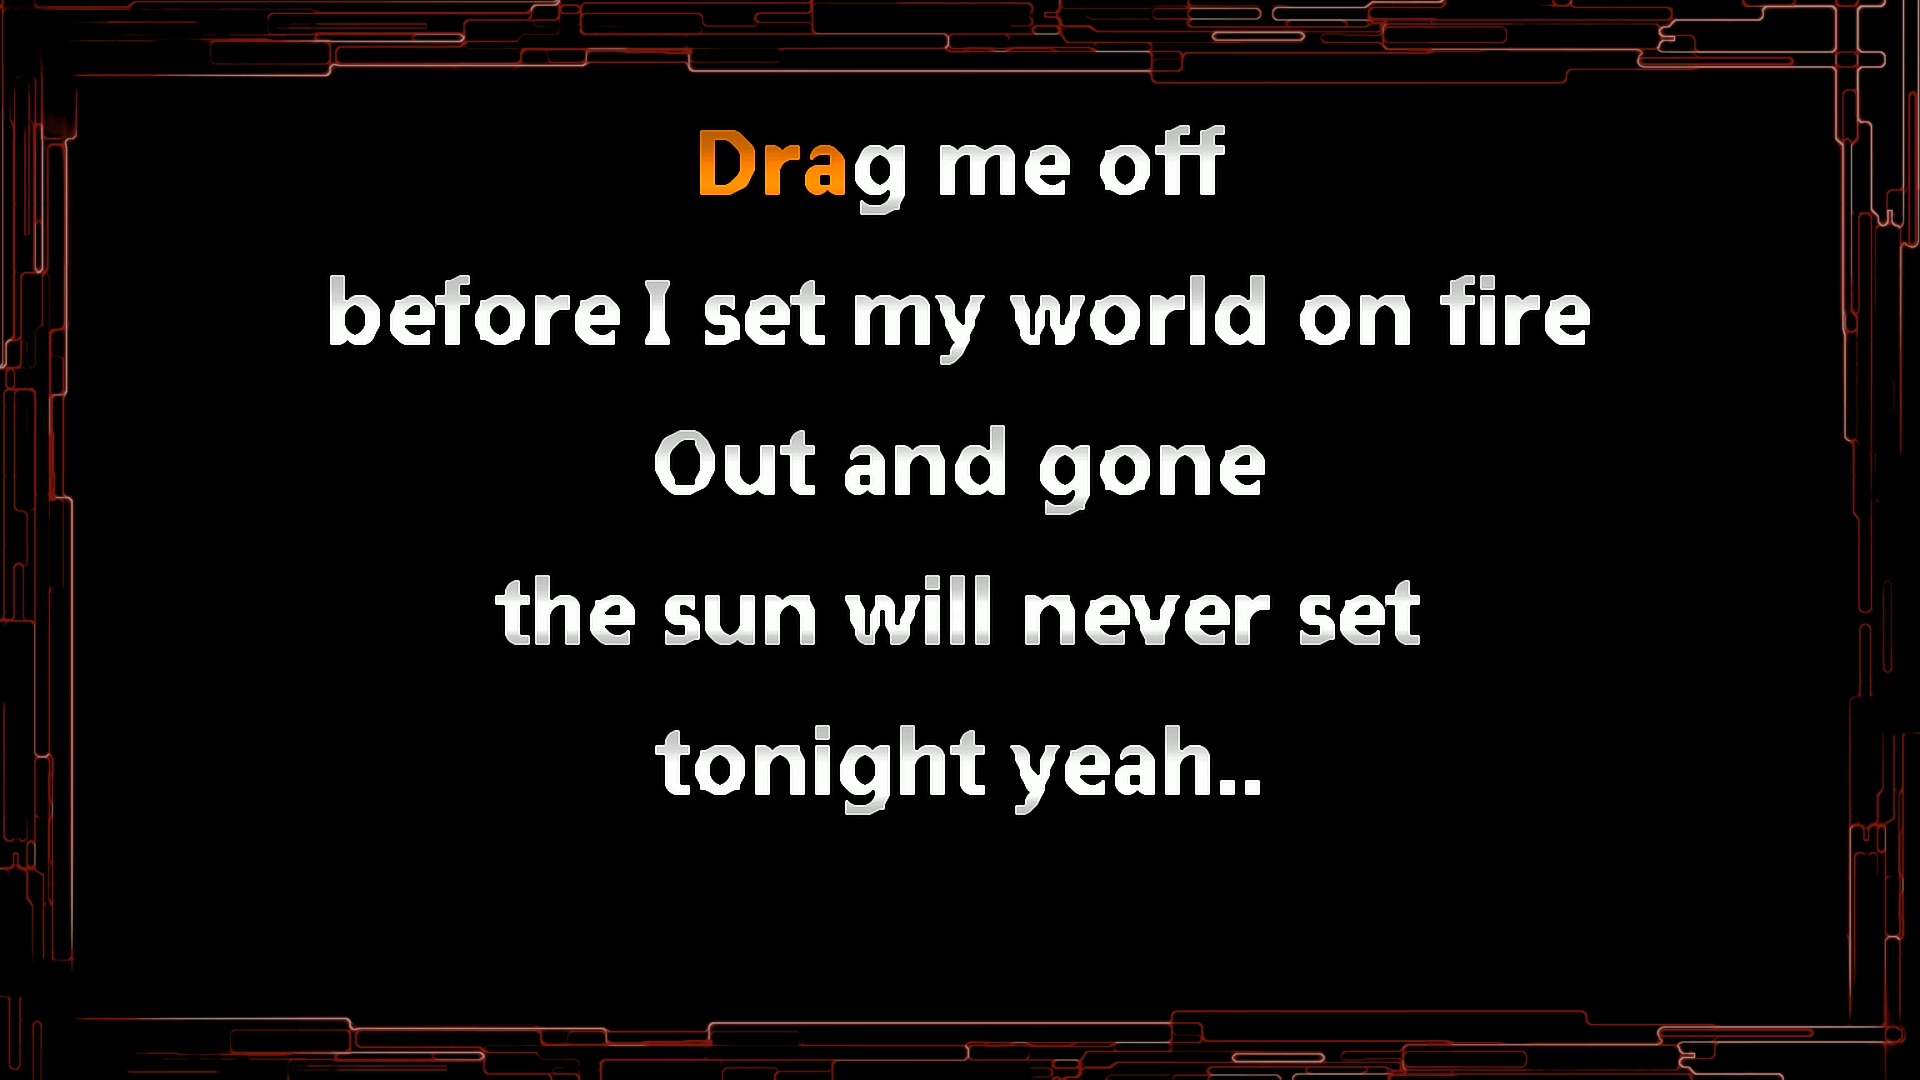 Drag me off
before I set my world on fire
Out and gone
the sun will never set
tonight yeah..